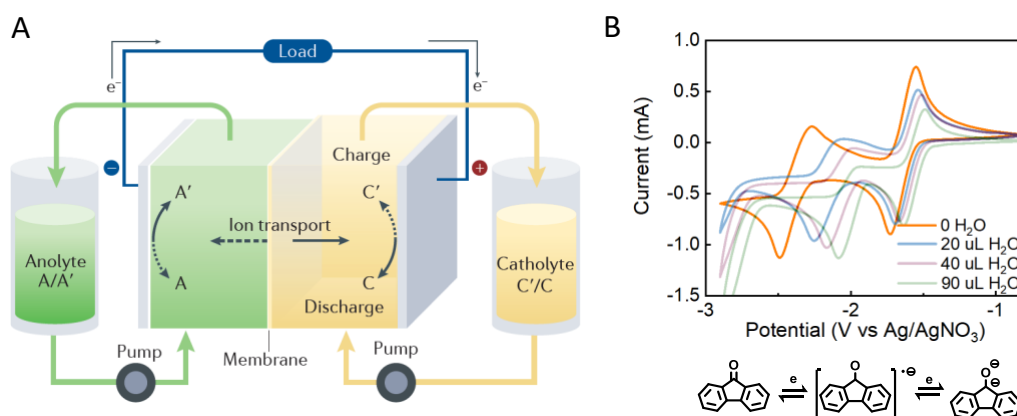 A
Load
e⁻
e⁻
Charge
A′
C′
Ion transport
Anolyte
A/A′
Catholyte
C′/C
A
C
Discharge
Pump
Membrane
Pump
B
Current (mA)
1.0
0.5
0.0
-0.5
-1.0
-1.5
0 H₂O
20 uL H₂O
40 uL H₂O
90 uL H₂O
-3
-2
-1
Potential (V vs Ag/AgNO₃)
O
e
O
•⊖
e
O
⊖
⊖